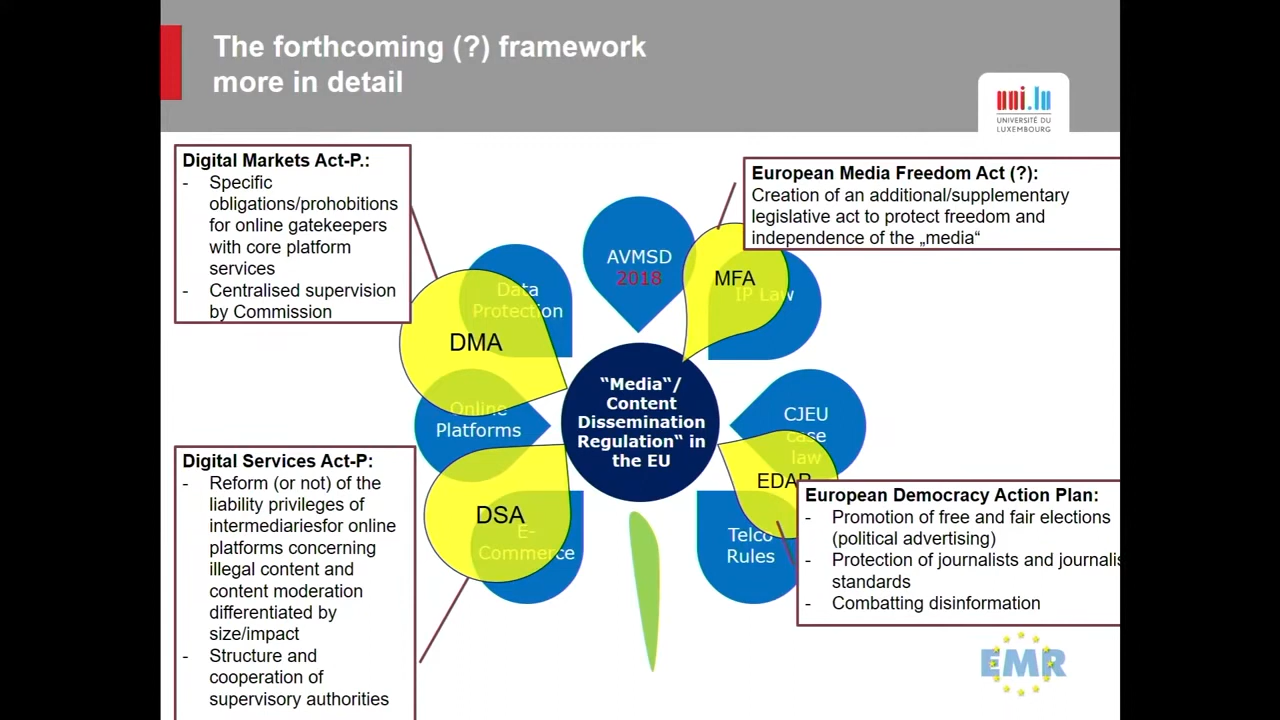 The forthcoming (?) framework
more in detail
uni.lu
UNIVERSITÉ DU
LUXEMBOURG
Digital Markets Act-P.:
- Specific
obligations/prohobitions
for online gatekeepers
with core platform
services
- Centralised supervision
by Commission
European Media Freedom Act (?):
Creation of an additional/supplementary
legislative act to protect freedom and
independence of the „media“
AVMSD
2018
MFA
IP Law
Data
Protection
DMA
“Media“/
Content
Dissemination
Regulation“ in
the EU
Online
Platforms
CJEU
case
law
EDAP
Digital Services Act-P:
- Reform (or not) of the
liability privileges of
intermediariesfor online
platforms concerning
illegal content and
content moderation
differentiated by
size/impact
- Structure and
cooperation of
supervisory authorities
DSA
E-
Commerce
Telco
Rules
European Democracy Action Plan:
- Promotion of free and fair elections
(political advertising)
- Protection of journalists and journalis
standards
- Combatting disinformation
EMR